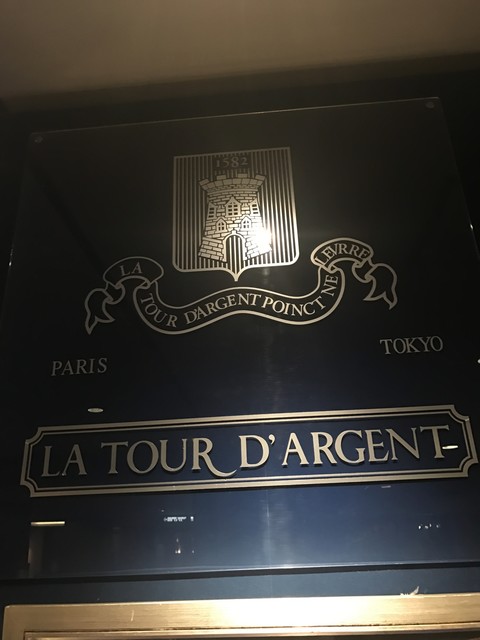 1582
LA TOUR D'ARGENT POINCT NE LEVRRE
PARIS
TOKYO
LA TOUR D'ARGENT